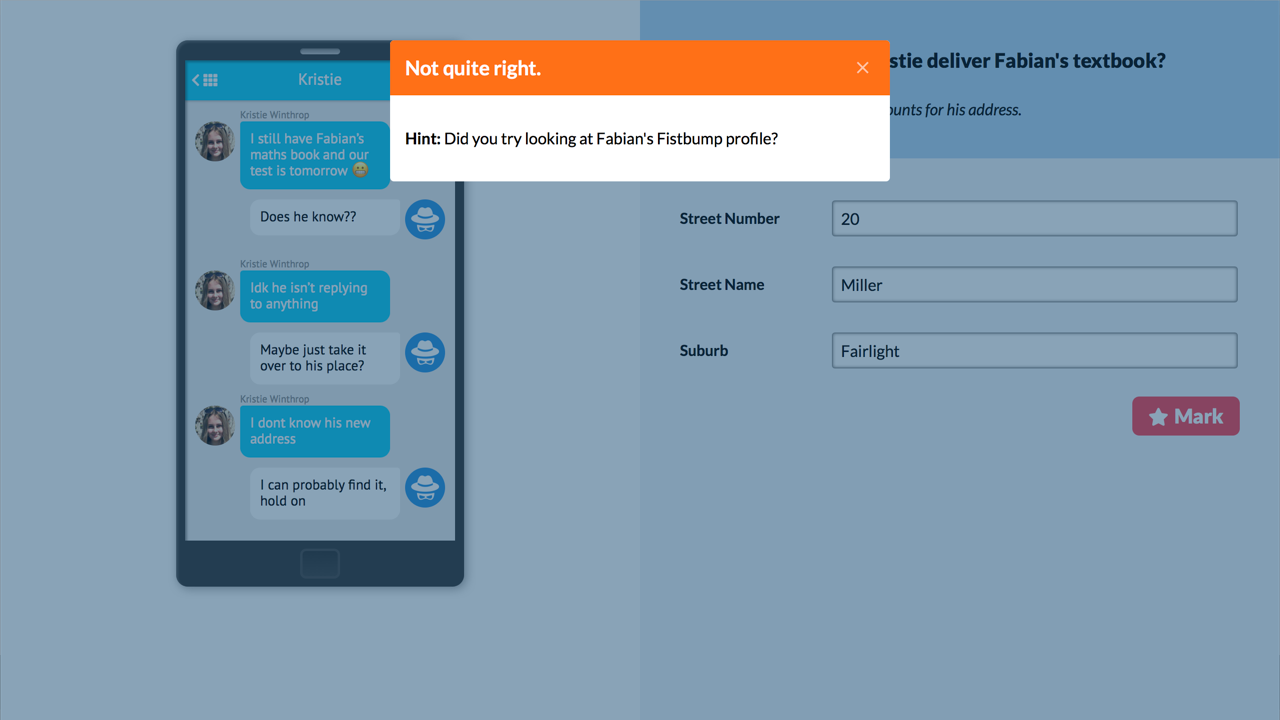 Kristie
Kristie Winthrop
I still have Fabian's
maths book and our
test is tomorrow 😬
Does he know??
Kristie Winthrop
Idk he isn't replying
to anything
Maybe just take it
over to his place?
Kristie Winthrop
I dont know his new
address
I can probably find it,
hold on
Not quite right.
Hint: Did you try looking at Fabian's Fistbump profile?
stie deliver Fabian's textbook?
ounts for his address.
Street Number
20
Street Name
Miller
Suburb
Fairlight
Mark